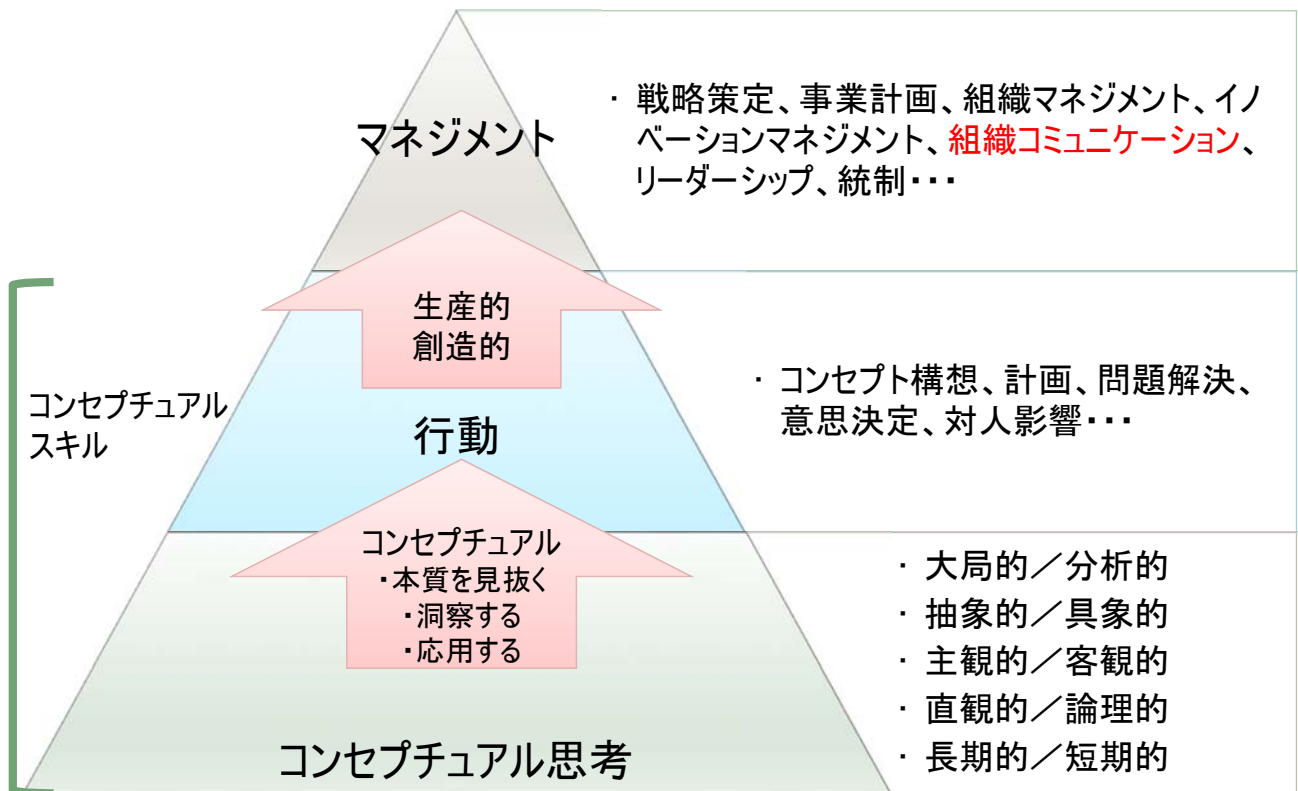 マネジメント
・ 戦略策定、事業計画、組織マネジメント、イノ
ベーションマネジメント、組織コミュニケーション、
リーダーシップ、統制・・・
生産的
創造的
コンセプチュアル
スキル
行動
・ コンセプト構想、計画、問題解決、
意思決定、対人影響・・・
コンセプチュアル
・本質を見抜く
・洞察する
・応用する
コンセプチュアル思考
・ 大局的／分析的
・ 抽象的／具象的
・ 主観的／客観的
・ 直観的／論理的
・ 長期的／短期的